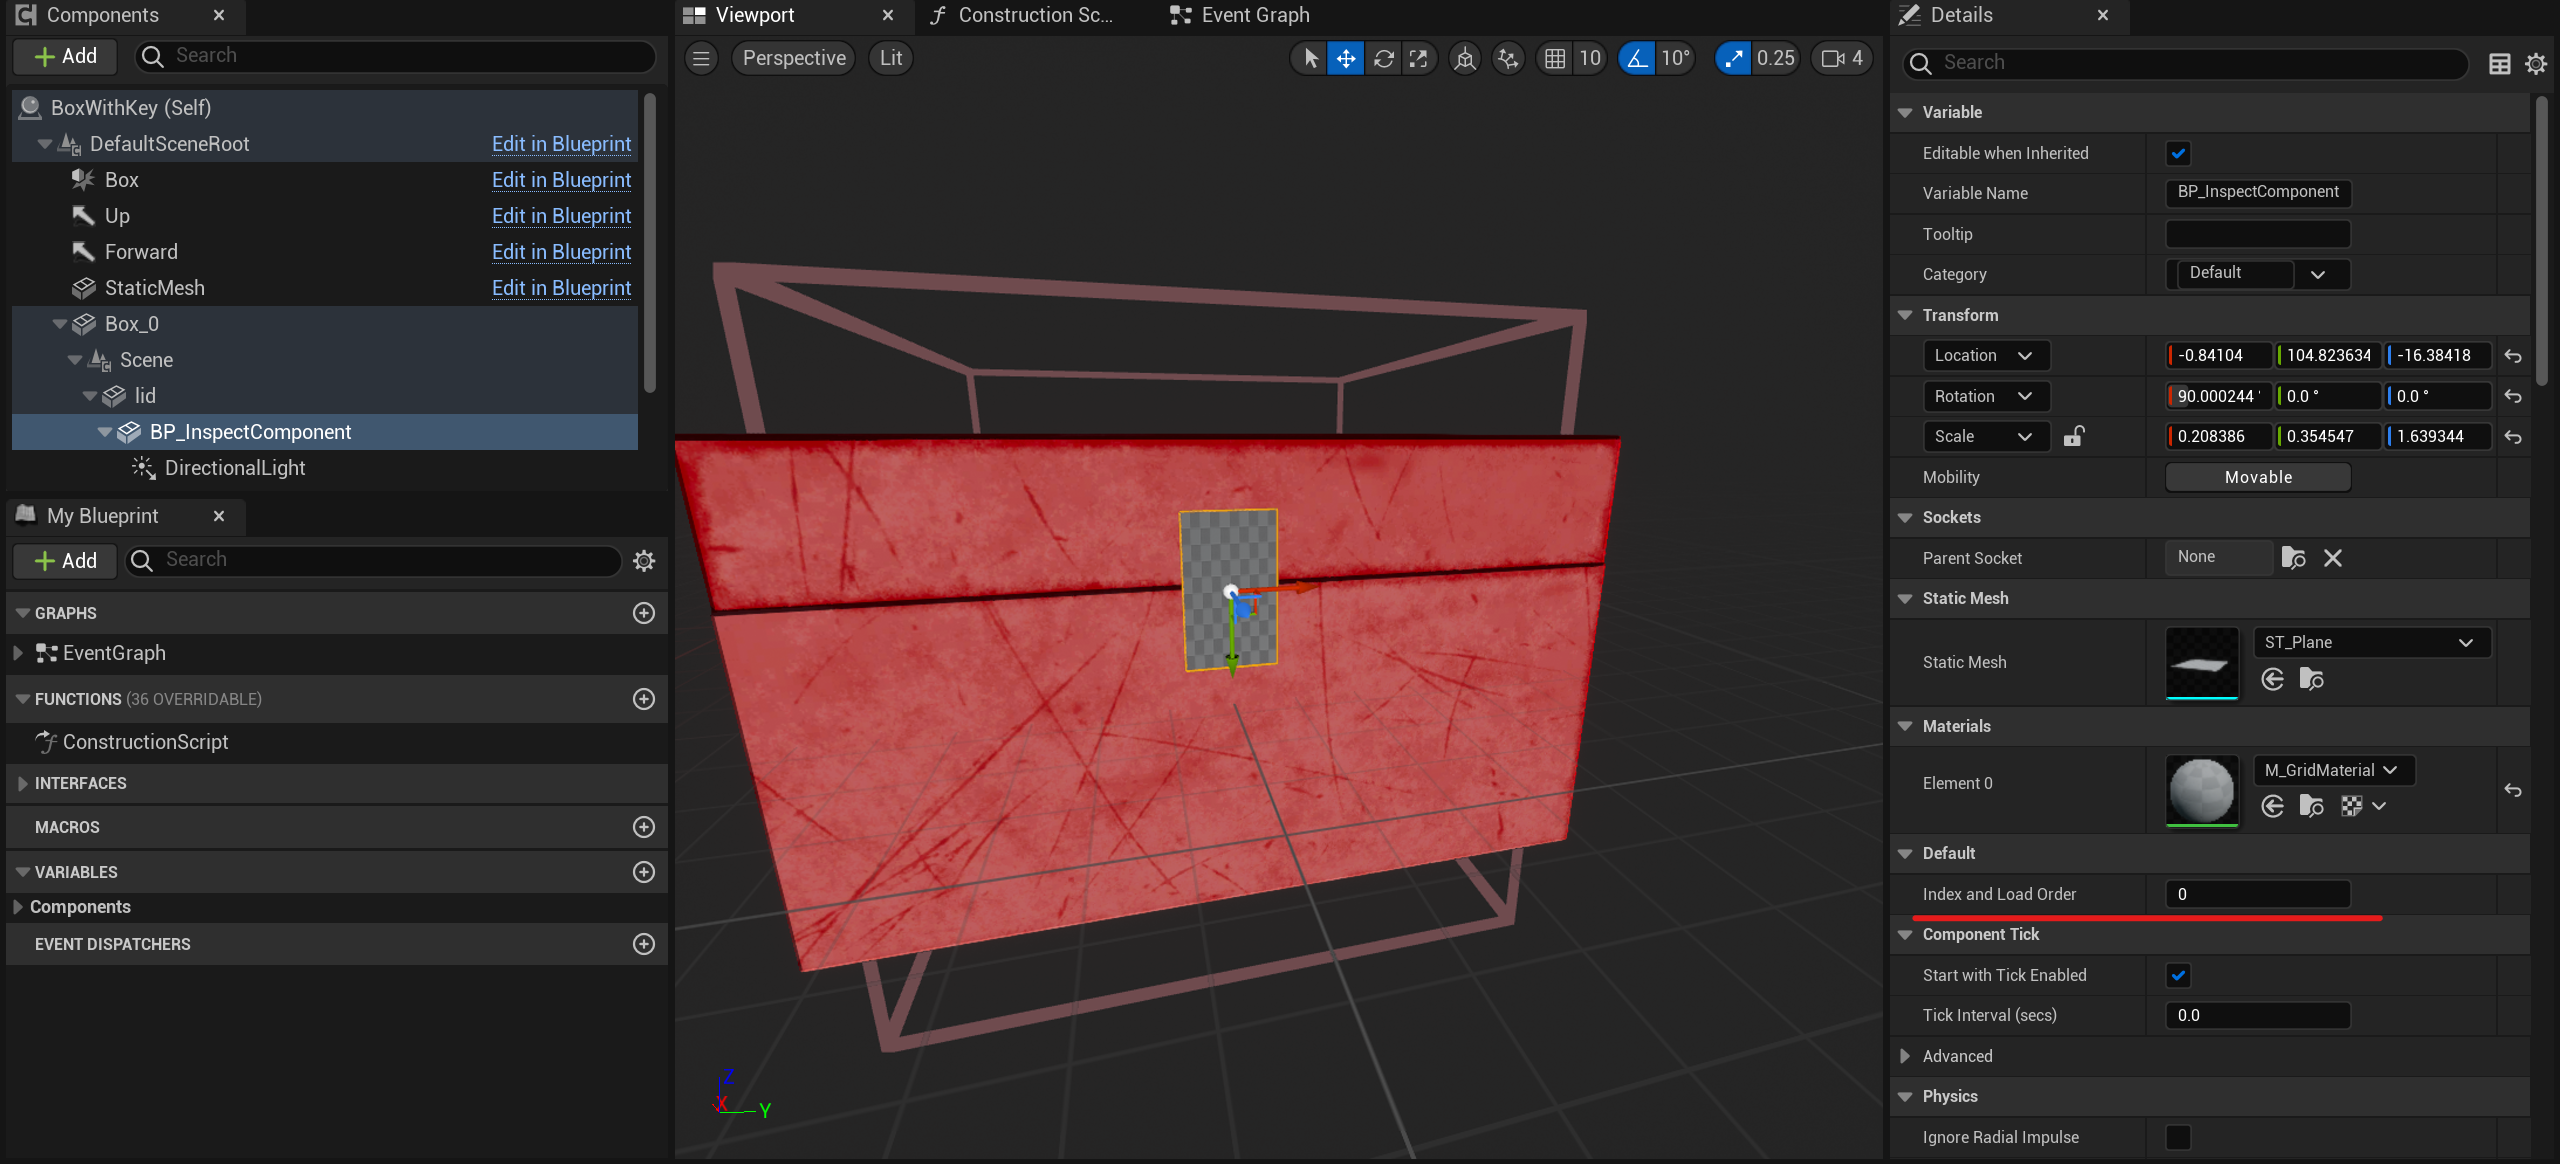 Components
Add
Search
BoxWithKey (Self)
DefaultSceneRoot Edit in Blueprint
Box Edit in Blueprint
Up Edit in Blueprint
Forward Edit in Blueprint
StaticMesh Edit in Blueprint
Box_0
Scene
lid
BP_InspectComponent
DirectionalLight
My Blueprint
Add
Search
GRAPHS
EventGraph
FUNCTIONS (36 OVERRIDABLE)
ConstructionScript
INTERFACES
MACROS
VARIABLES
Components
EVENT DISPATCHERS
Viewport
Construction Sc...
Event Graph
Perspective
Lit
10
10°
0.25
4
Z
X
Y
Details
Search
Variable
Editable when Inherited
Variable Name BP_InspectComponent
Tooltip
Category Default
Transform
Location -0.84104 104.823634 -16.38418
Rotation 90.000244 ° 0.0 ° 0.0 °
Scale 0.208386 0.354547 1.639344
Mobility Movable
Sockets
Parent Socket None
Static Mesh
Static Mesh ST_Plane
Materials
Element 0 M_GridMaterial
Default
Index and Load Order 0
Component Tick
Start with Tick Enabled
Tick Interval (secs) 0.0
Advanced
Physics
Ignore Radial Impulse